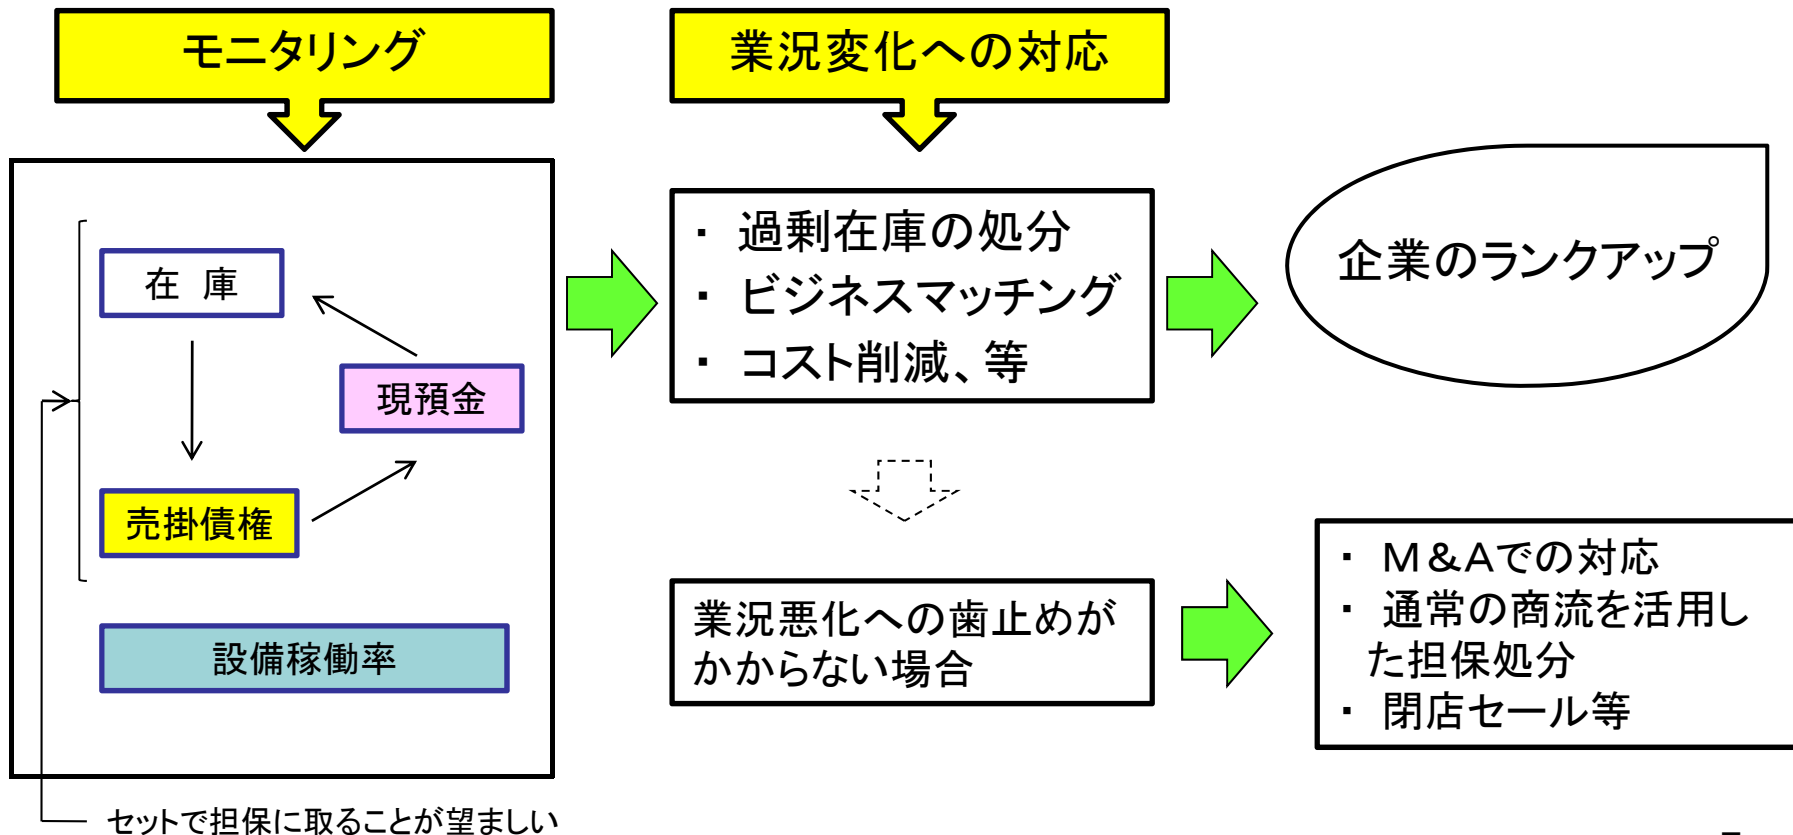 モニタリング
業況変化への対応
在 庫
現預金
売掛債権
設備稼働率
セットで担保に取ることが望ましい
・ 過剰在庫の処分
・ ビジネスマッチング
・ コスト削減、等
企業のランクアップ
業況悪化への歯止めが
かからない場合
・ M&Aでの対応
・ 通常の商流を活用し
た担保処分
・ 閉店セール等